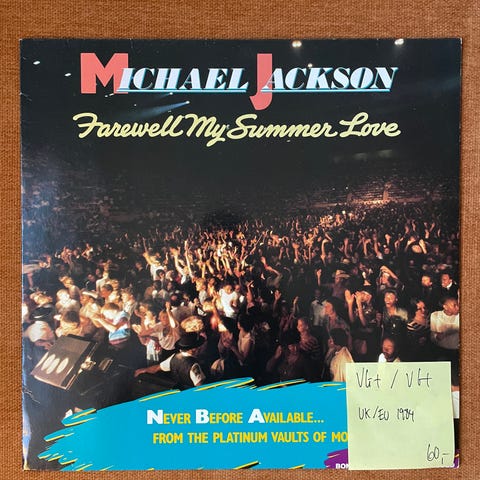 MICHAEL JACKSON
Farewell My Summer Love
NEVER BEFORE AVAILABLE...
FROM THE PLATINUM VAULTS OF MO
BON
VG+ / VG+
UK/EU 1984
60,-